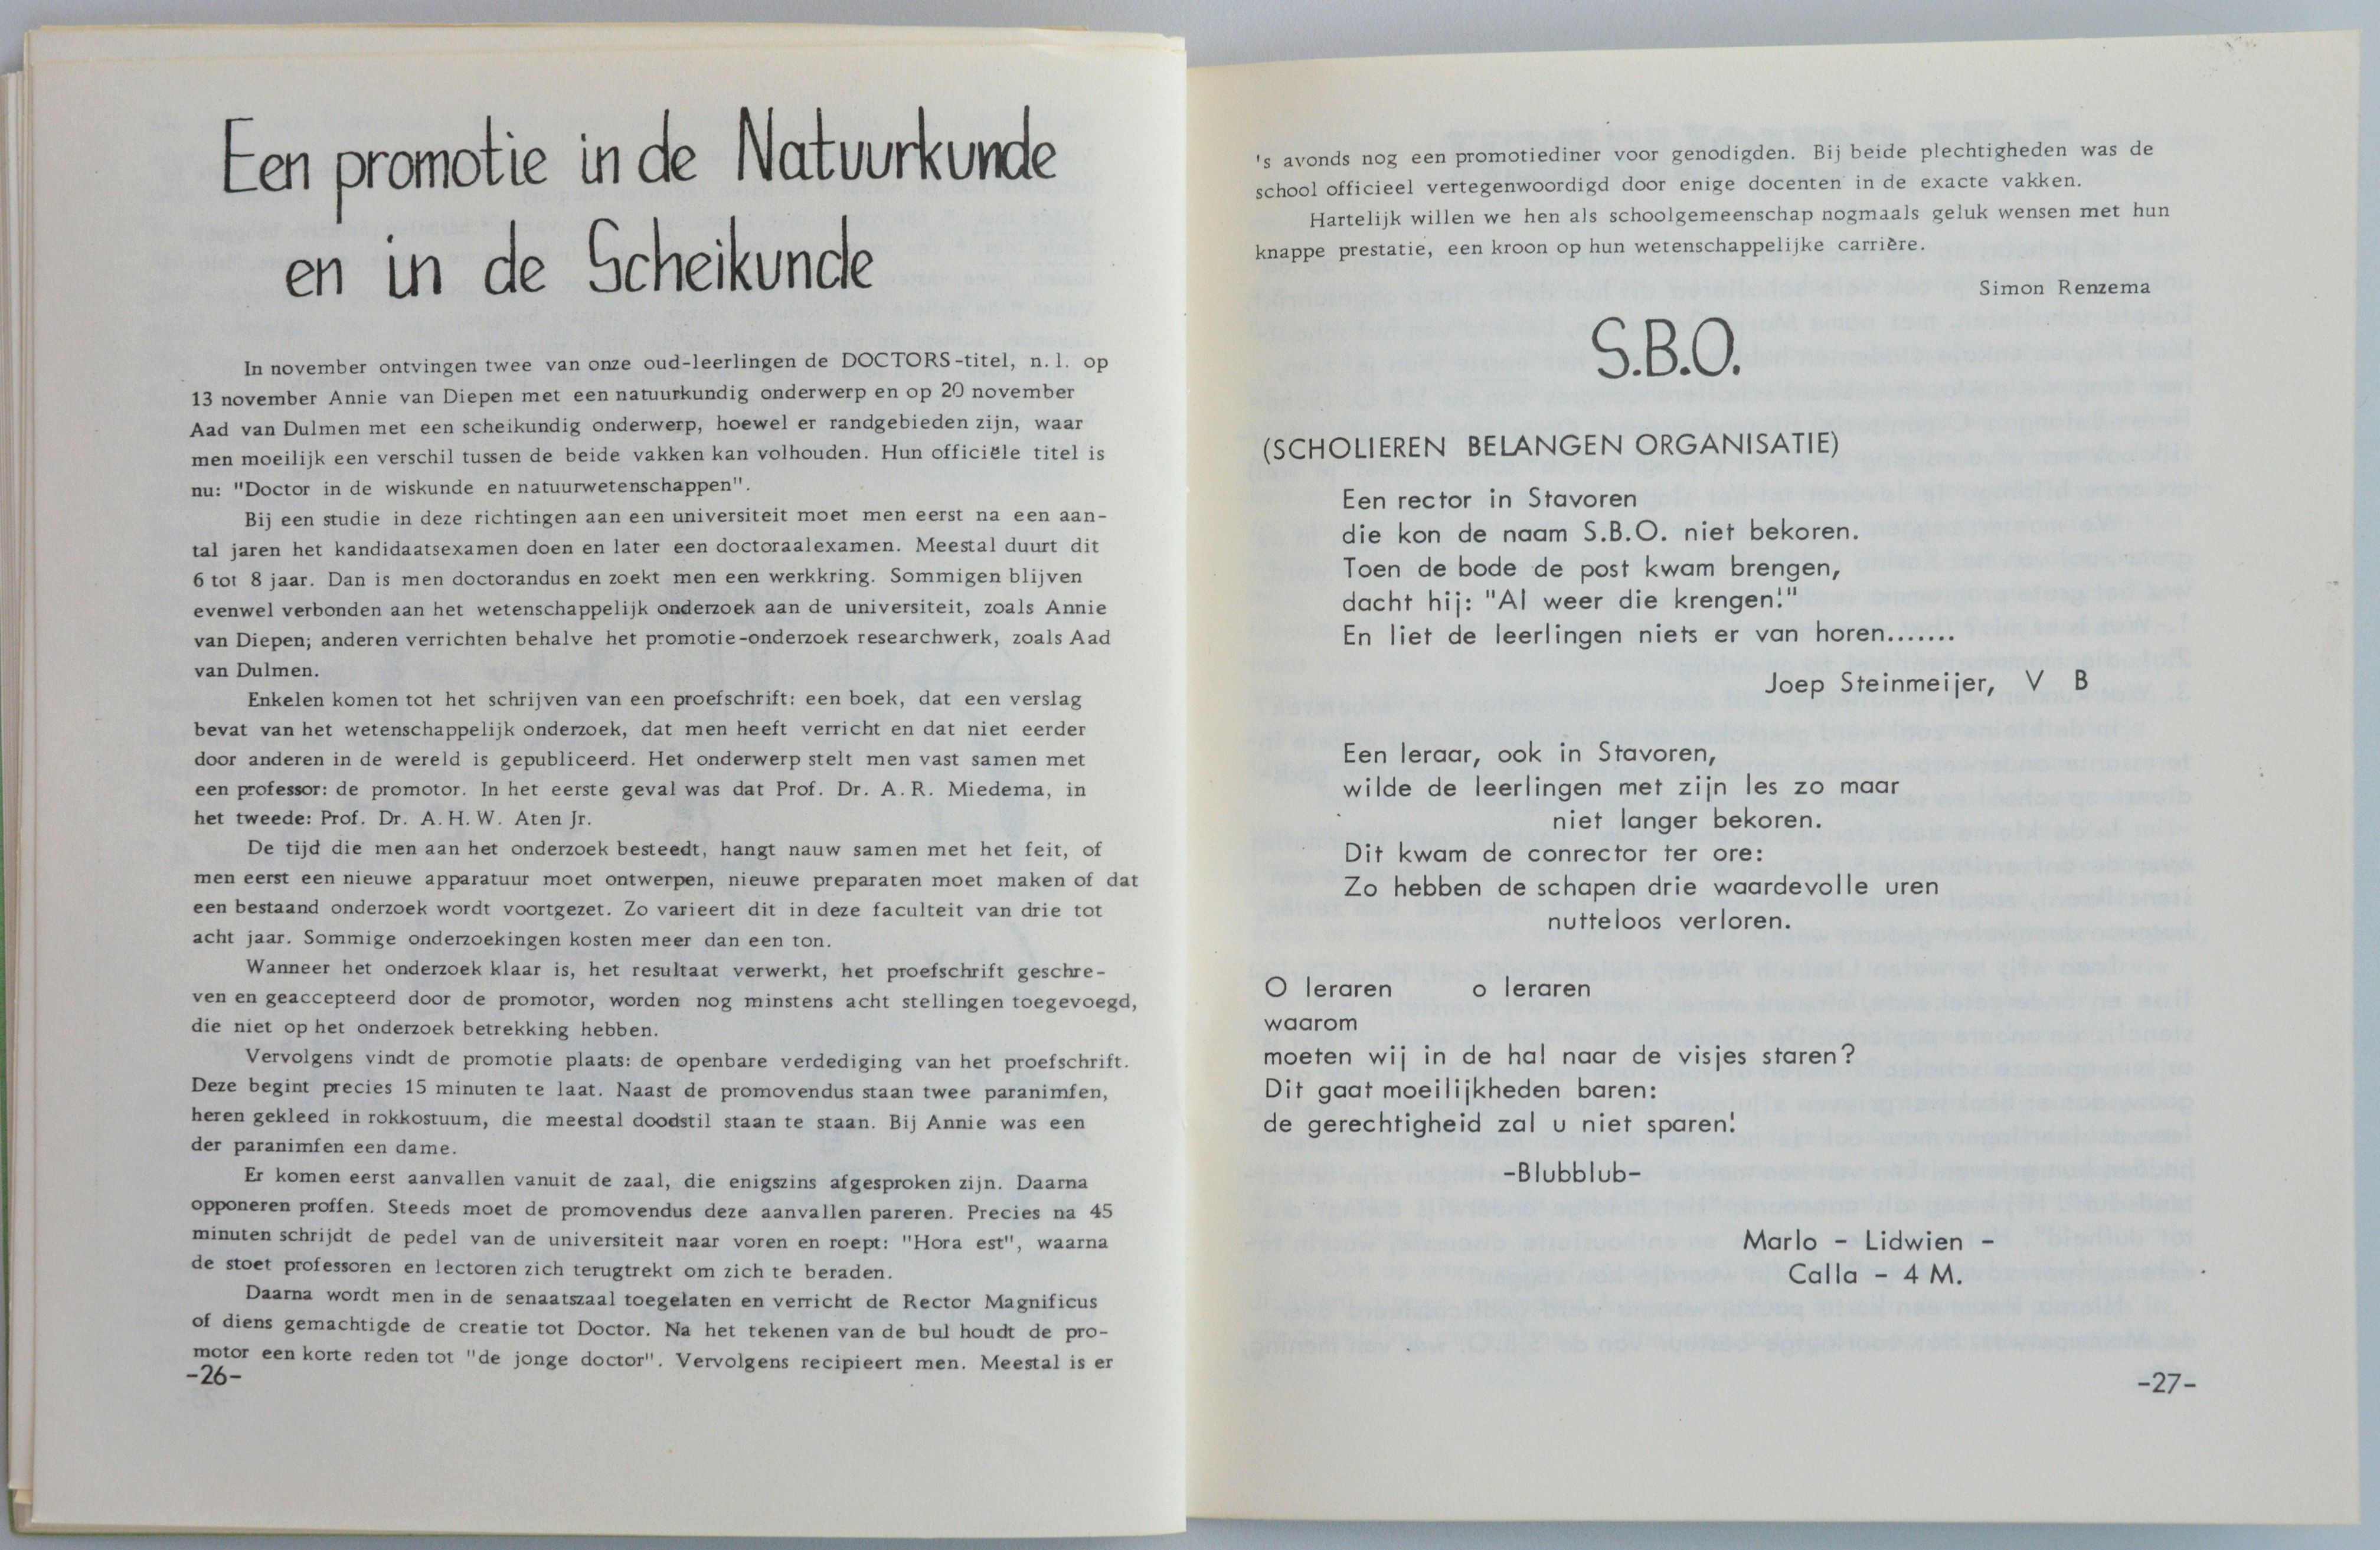 Een promotie in de Natuurkunde
en in de Scheikunde
In november ontvingen twee van onze oud-leerlingen de DOCTORS-titel, n.l. op
13 november Annie van Diepen met een natuurkundig onderwerp en op 20 november
Aad van Dulmen met een scheikundig onderwerp, hoewel er randgebieden zijn, waar
men moeilijk een verschil tussen de beide vakken kan volhouden. Hun officiële titel is
nu: "Doctor in de wiskunde en natuurwetenschappen".
Bij een studie in deze richtingen aan een universiteit moet men eerst na een aan-
tal jaren het kandidaatsexamen doen en later een doctoraalexamen. Meestal duurt dit
6 tot 8 jaar. Dan is men doctorandus en zoekt men een werkkring. Sommigen blijven
evenwel verbonden aan het wetenschappelijk onderzoek aan de universiteit, zoals Annie
van Diepen; anderen verrichten behalve het promotie-onderzoek researchwerk, zoals Aad
van Dulmen.
Enkelen komen tot het schrijven van een proefschrift: een boek, dat een verslag
bevat van het wetenschappelijk onderzoek, dat men heeft verricht en dat niet eerder
door anderen in de wereld is gepubliceerd. Het onderwerp stelt men vast samen met
een professor: de promotor. In het eerste geval was dat Prof. Dr. A.R. Miedema, in
het tweede: Prof. Dr. A.H.W. Aten Jr.
De tijd die men aan het onderzoek besteedt, hangt nauw samen met het feit, of
men eerst een nieuwe apparatuur moet ontwerpen, nieuwe preparaten moet maken of dat
een bestaand onderzoek wordt voortgezet. Zo varieert dit in deze faculteit van drie tot
acht jaar. Sommige onderzoekingen kosten meer dan een ton.
Wanneer het onderzoek klaar is, het resultaat verwerkt, het proefschrift geschre-
ven en geaccepteerd door de promotor, worden nog minstens acht stellingen toegevoegd,
die niet op het onderzoek betrekking hebben.
Vervolgens vindt de promotie plaats: de openbare verdediging van het proefschrift.
Deze begint precies 15 minuten te laat. Naast de promovendus staan twee paranimfen,
heren gekleed in rokkostuum, die meestal doodstil staan te staan. Bij Annie was een
der paranimfen een dame.
Er komen eerst aanvallen vanuit de zaal, die enigszins afgesproken zijn. Daarna
opponeren proffen. Steeds moet de promovendus deze aanvallen pareren. Precies na 45
minuten schrijdt de pedel van de universiteit naar voren en roept: "Hora est", waarna
de stoet professoren en lectoren zich terugtrekt om zich te beraden.
Daarna wordt men in de senaatszaal toegelaten en verricht de Rector Magnificus
of diens gemachtigde de creatie tot Doctor. Na het tekenen van de bul houdt de pro-
motor een korte reden tot "de jonge doctor". Vervolgens recipieert men. Meestal is er
-26-
's avonds nog een promotiediner voor genodigden. Bij beide plechtigheden was de
school officieel vertegenwoordigd door enige docenten in de exacte vakken.
Hartelijk willen we hen als schoolgemeenschap nogmaals geluk wensen met hun
knappe prestatie, een kroon op hun wetenschappelijke carrière.
Simon Renzema
S.B.O.
(SCHOLIEREN BELANGEN ORGANISATIE)
Een rector in Stavoren
die kon de naam S.B.O. niet bekoren.
Toen de bode de post kwam brengen,
dacht hij: "Al weer die krengen!"
En liet de leerlingen niets er van horen.......
Joep Steinmeijer, V B
Een leraar, ook in Stavoren,
wilde de leerlingen met zijn les zo maar
niet langer bekoren.
Dit kwam de conrector ter ore:
Zo hebben de schapen drie waardevolle uren
nutteloos verloren.
O leraren o leraren
waarom
moeten wij in de hal naar de visjes staren?
Dit gaat moeilijkheden baren:
de gerechtigheid zal u niet sparen!
-Blubblub-
Marlo - Lidwien -
Calla - 4 M.
-27-